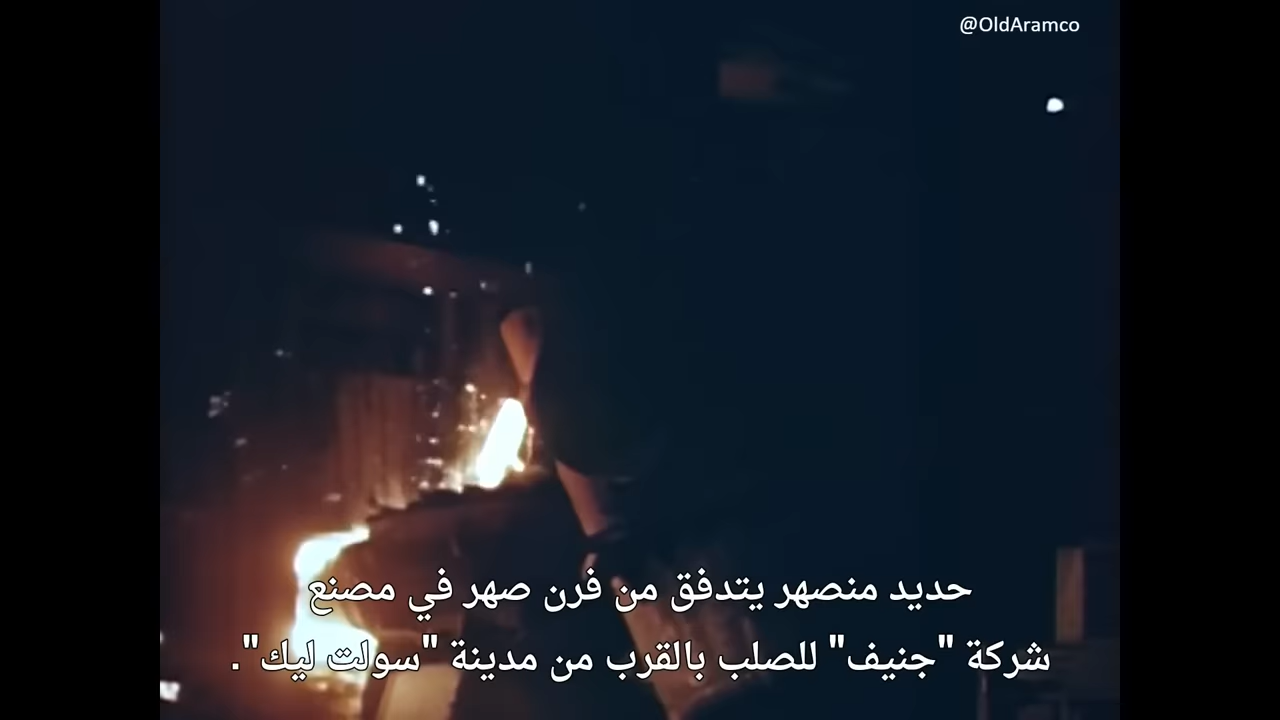 @OldAramco
حديد منصهر يتدفق من فرن صهر في مصنع
شركة "جنيف" للصلب بالقرب من مدينة "سولت ليك".